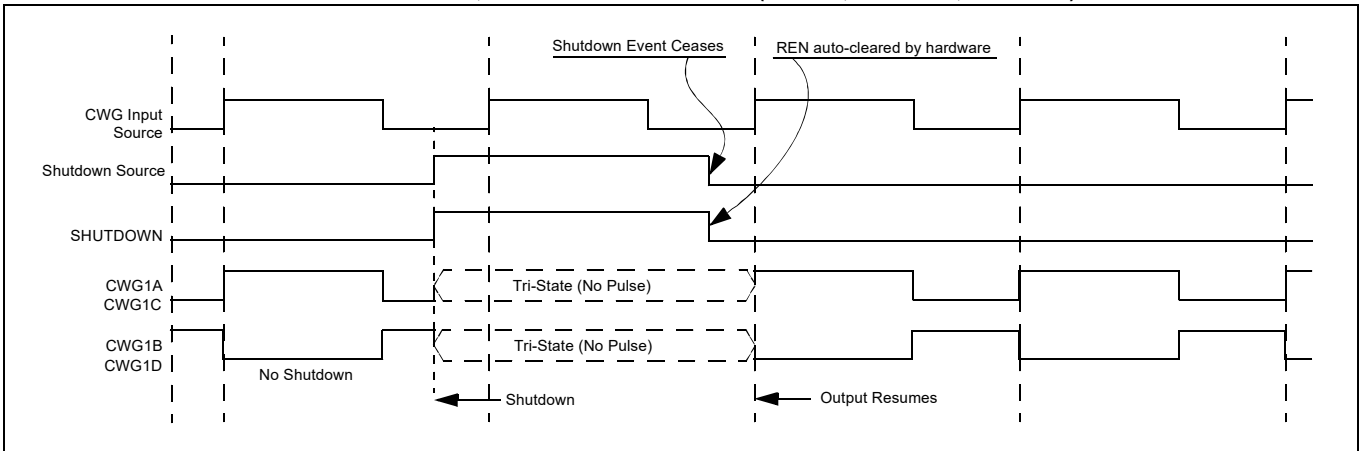 Shutdown Event Ceases
REN auto-cleared by hardware
CWG Input
Source
Shutdown Source
SHUTDOWN
CWG1A
CWG1C
Tri-State (No Pulse)
CWG1B
CWG1D
Tri-State (No Pulse)
No Shutdown
Shutdown
Output Resumes